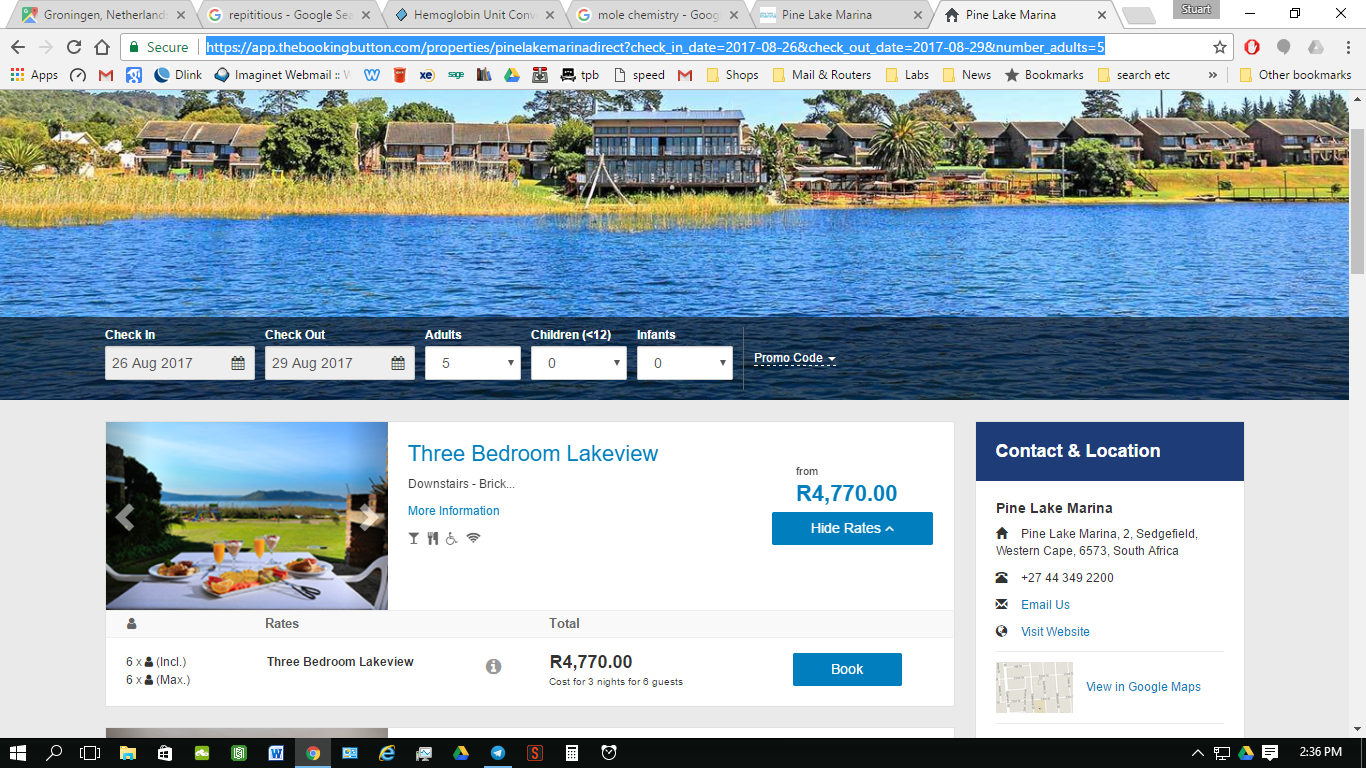 Stuart
Groningen, Netherland
repititious - Google Sea
Hemoglobin Unit Conv
mole chemistry - Goog
Pine Lake Marina
Pine Lake Marina
Secure
https://app.thebookingbutton.com/properties/pinelakemarinadirect?check_in_date=2017-08-26&check_out_date=2017-08-29&number_adults=5
Apps
Dlink
Imaginet Webmail :: W
xe
sage
tpb
speed
Shops
Mail & Routers
Labs
News
Bookmarks
search etc
»
Other bookmarks
Check In
Check Out
Adults
Children (<12)
Infants
26 Aug 2017
29 Aug 2017
5
0
0
Promo Code
Three Bedroom Lakeview
Downstairs - Brick...
More Information
from
R4,770.00
Hide Rates
Rates
Total
6 x (Incl.)
6 x (Max.)
Three Bedroom Lakeview
R4,770.00
Cost for 3 nights for 6 guests
Book
Contact & Location
Pine Lake Marina
Pine Lake Marina, 2, Sedgefield,
Western Cape, 6573, South Africa
+27 44 349 2200
Email Us
Visit Website
View in Google Maps
2:36 PM